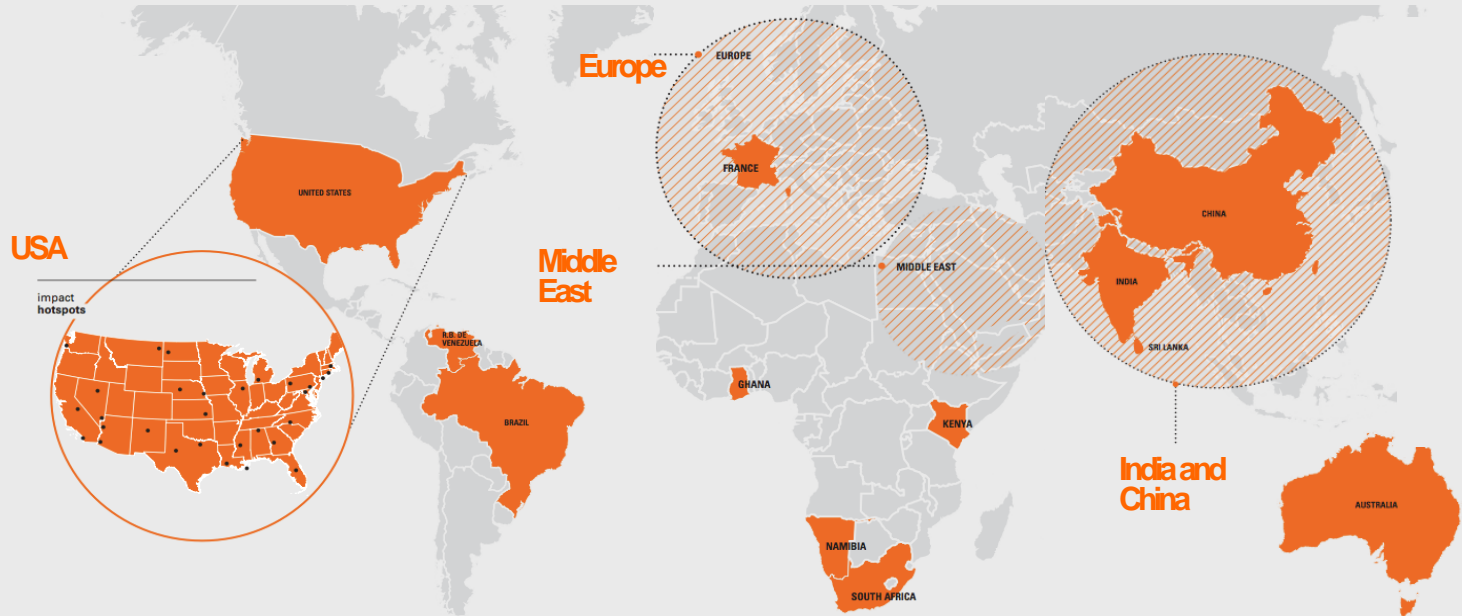 Europe
EUROPE
FRANCE
UNITED STATES
CHINA
USA
Middle
East
MIDDLE EAST
INDIA
impact
hotspots
R.B. DE
VENEZUELA
SRI LANKA
GHANA
BRAZIL
KENYA
India and
China
AUSTRALIA
NAMIBIA
SOUTH AFRICA